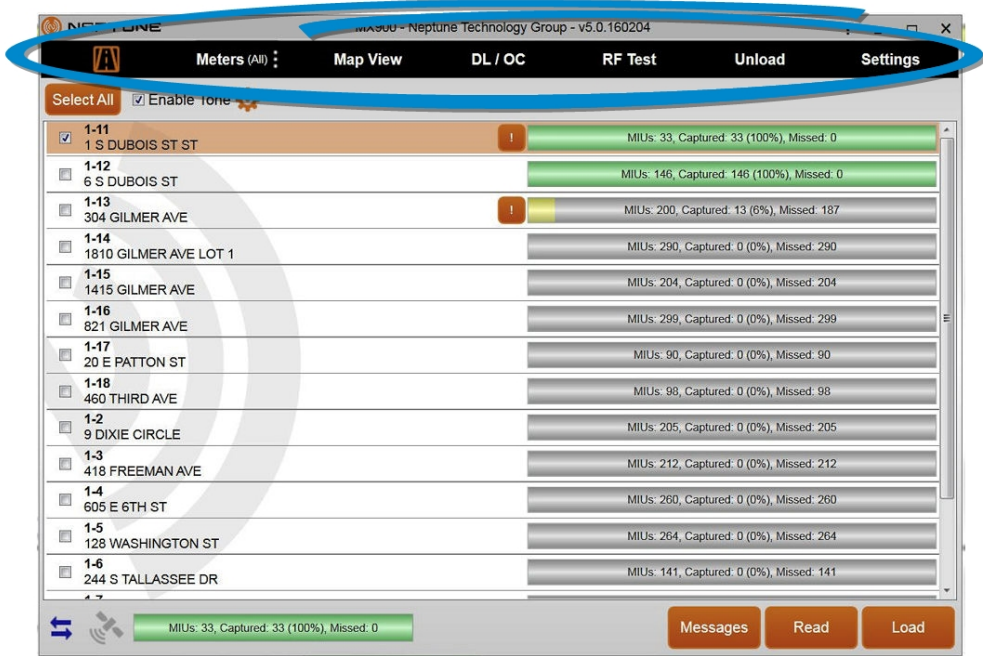 NEPTUNE
MX900 - Neptune Technology Group - v5.0.160204
Meters (All)
Map View
DL / OC
RF Test
Unload
Settings
Select All
Enable Tone
1-11
1 S DUBOIS ST ST
!
MIUs: 33, Captured: 33 (100%), Missed: 0
1-12
6 S DUBOIS ST
MIUs: 146, Captured: 146 (100%), Missed: 0
1-13
304 GILMER AVE
!
MIUs: 200, Captured: 13 (6%), Missed: 187
1-14
1810 GILMER AVE LOT 1
MIUs: 290, Captured: 0 (0%), Missed: 290
1-15
1415 GILMER AVE
MIUs: 204, Captured: 0 (0%), Missed: 204
1-16
821 GILMER AVE
MIUs: 299, Captured: 0 (0%), Missed: 299
1-17
20 E PATTON ST
MIUs: 90, Captured: 0 (0%), Missed: 90
1-18
460 THIRD AVE
MIUs: 98, Captured: 0 (0%), Missed: 98
1-2
9 DIXIE CIRCLE
MIUs: 205, Captured: 0 (0%), Missed: 205
1-3
418 FREEMAN AVE
MIUs: 212, Captured: 0 (0%), Missed: 212
1-4
605 E 6TH ST
MIUs: 260, Captured: 0 (0%), Missed: 260
1-5
128 WASHINGTON ST
MIUs: 264, Captured: 0 (0%), Missed: 264
1-6
244 S TALLASSEE DR
MIUs: 141, Captured: 0 (0%), Missed: 141
1-7
MIUs: 33, Captured: 33 (100%), Missed: 0
Messages
Read
Load